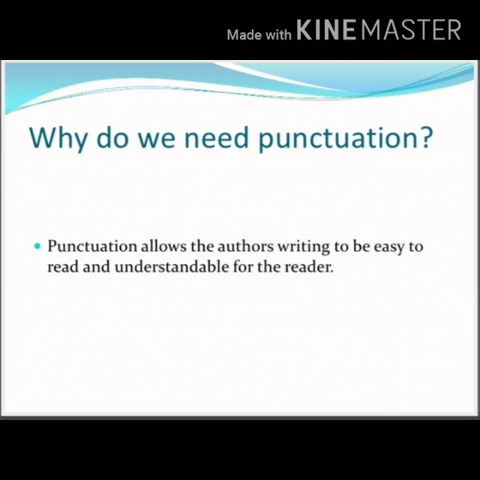 Made with KINEMASTER
Why do we need punctuation?
• Punctuation allows the authors writing to be easy to
read and understandable for the reader.